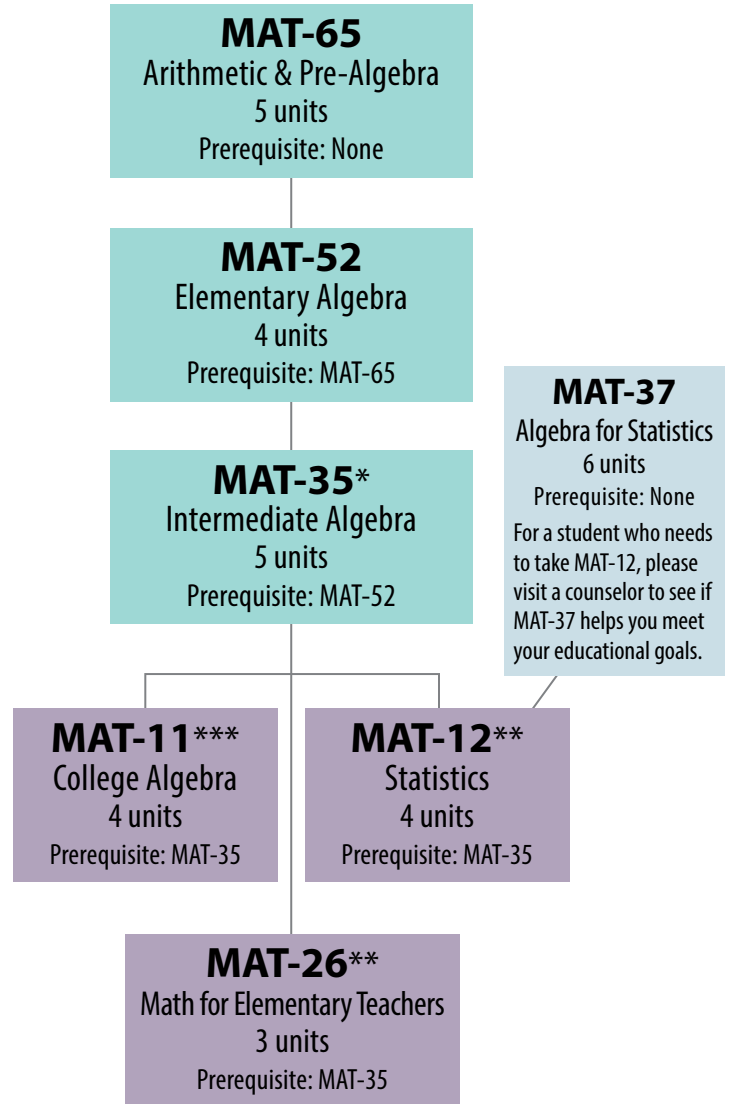 MAT-65
Arithmetic & Pre-Algebra
5 units
Prerequisite: None
MAT-52
Elementary Algebra
4 units
Prerequisite: MAT-65
MAT-37
Algebra for Statistics
6 units
Prerequisite: None
For a student who needs
to take MAT-12, please
visit a counselor to see if
MAT-37 helps you meet
your educational goals.
MAT-35*
Intermediate Algebra
5 units
Prerequisite: MAT-52
MAT-11***
College Algebra
4 units
Prerequisite: MAT-35
MAT-12**
Statistics
4 units
Prerequisite: MAT-35
MAT-26**
Math for Elementary Teachers
3 units
Prerequisite: MAT-35